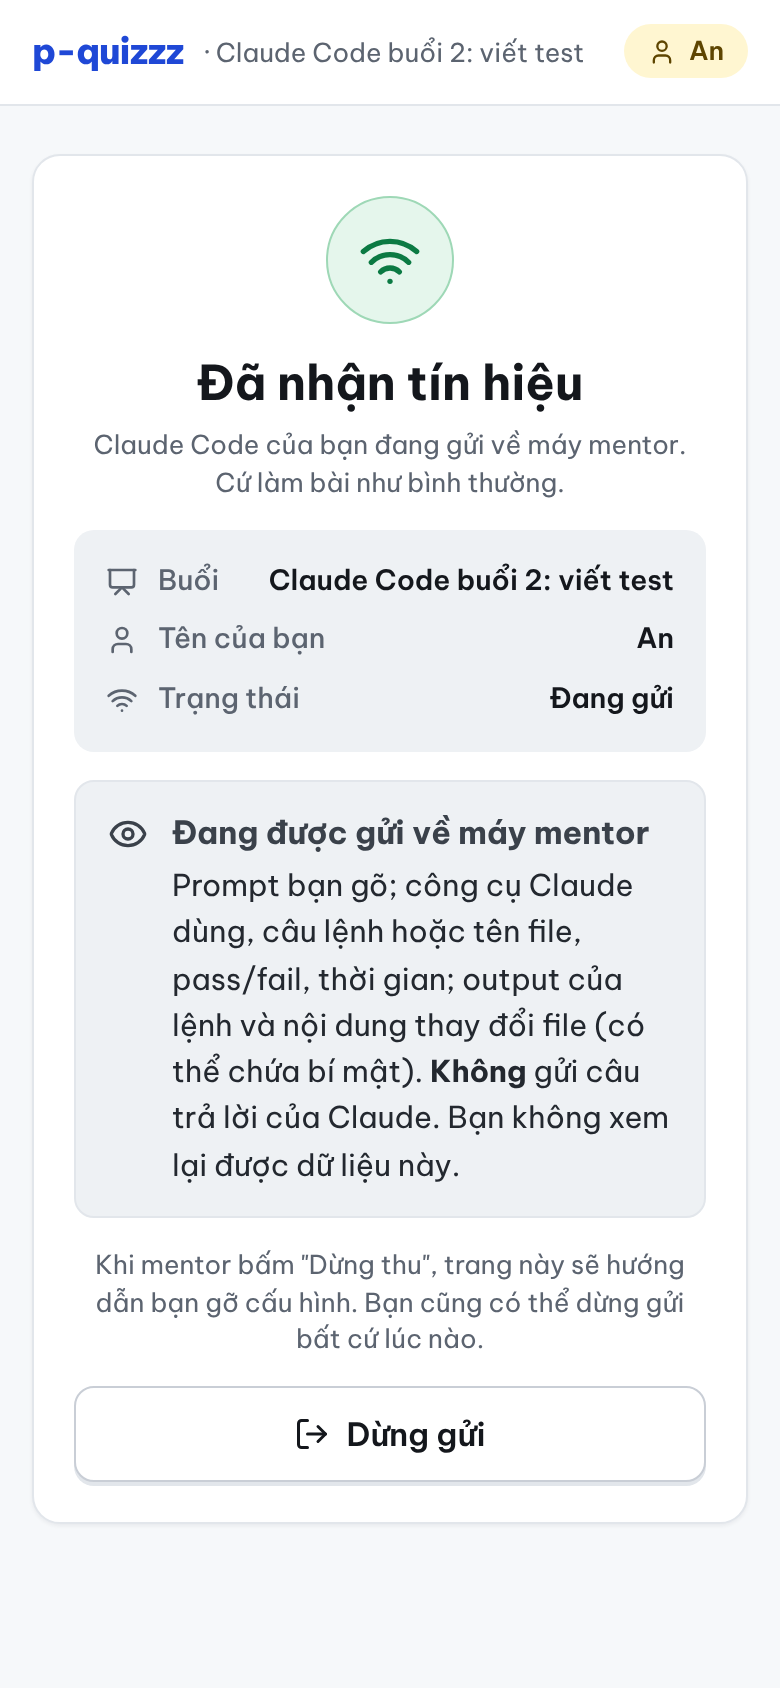 p-quizzz · Claude Code buổi 2: viết test An
Đã nhận tín hiệu
Claude Code của bạn đang gửi về máy mentor.
Cứ làm bài như bình thường.
Buổi Claude Code buổi 2: viết test
Tên của bạn An
Trạng thái Đang gửi
Đang được gửi về máy mentor
Prompt bạn gõ; công cụ Claude
dùng, câu lệnh hoặc tên file,
pass/fail, thời gian; output của
lệnh và nội dung thay đổi file (có
thể chứa bí mật). Không gửi câu
trả lời của Claude. Bạn không xem
lại được dữ liệu này.
Khi mentor bấm "Dừng thu", trang này sẽ hướng
dẫn bạn gỡ cấu hình. Bạn cũng có thể dừng gửi
bất cứ lúc nào.
Dừng gửi